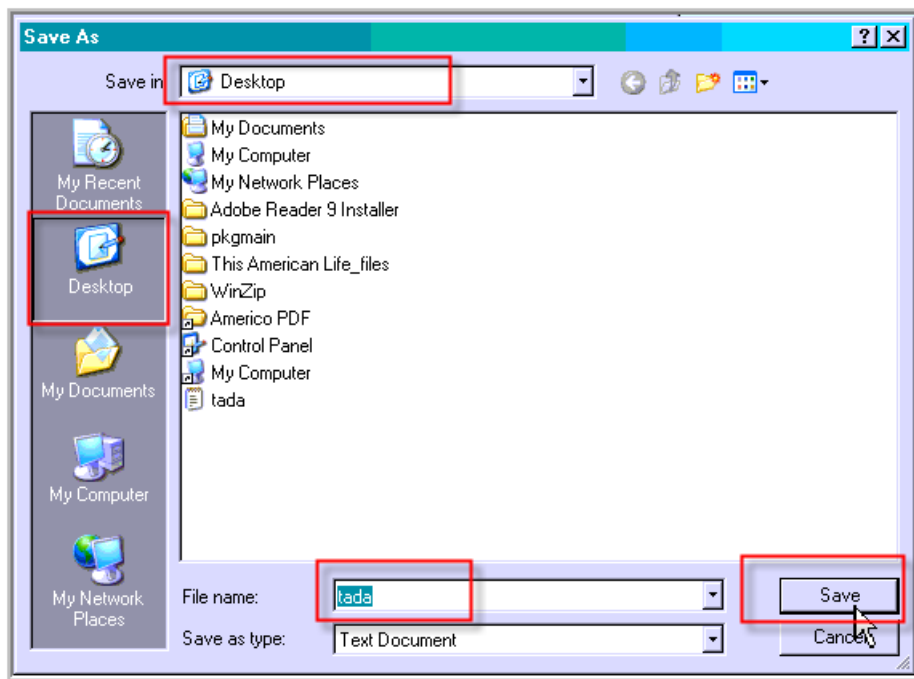 Save As
Save in
Desktop
My Recent
Documents
Desktop
My Documents
My Computer
My Network
Places
My Documents
My Computer
My Network Places
Adobe Reader 9 Installer
pkgmain
This American Life_files
WinZip
Americo PDF
Control Panel
My Computer
tada
File name:
tada
Save
Save as type:
Text Document
Cancel